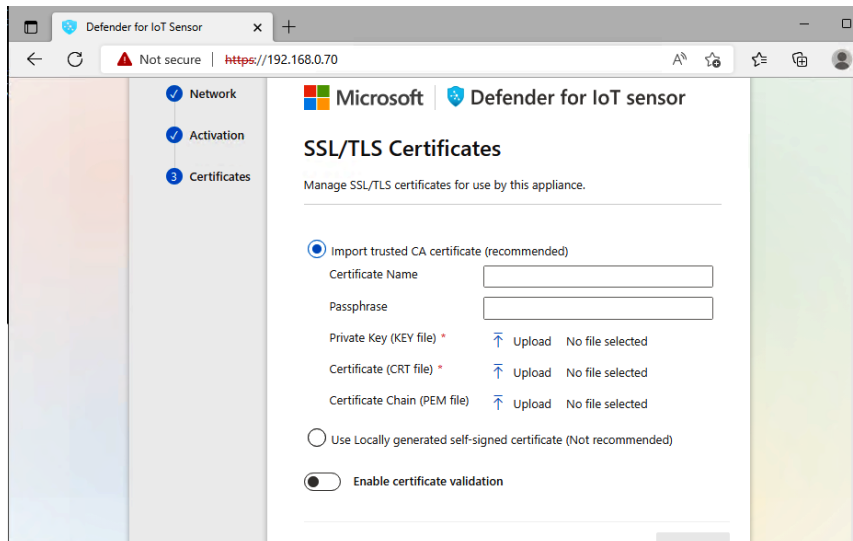 Defender for IoT Sensor
Not secure | https://192.168.0.70
Network
Activation
3 Certificates
Microsoft | Defender for IoT sensor
SSL/TLS Certificates
Manage SSL/TLS certificates for use by this appliance.
Import trusted CA certificate (recommended)
Certificate Name
Passphrase
Private Key (KEY file) * Upload No file selected
Certificate (CRT file) * Upload No file selected
Certificate Chain (PEM file) Upload No file selected
Use Locally generated self-signed certificate (Not recommended)
Enable certificate validation